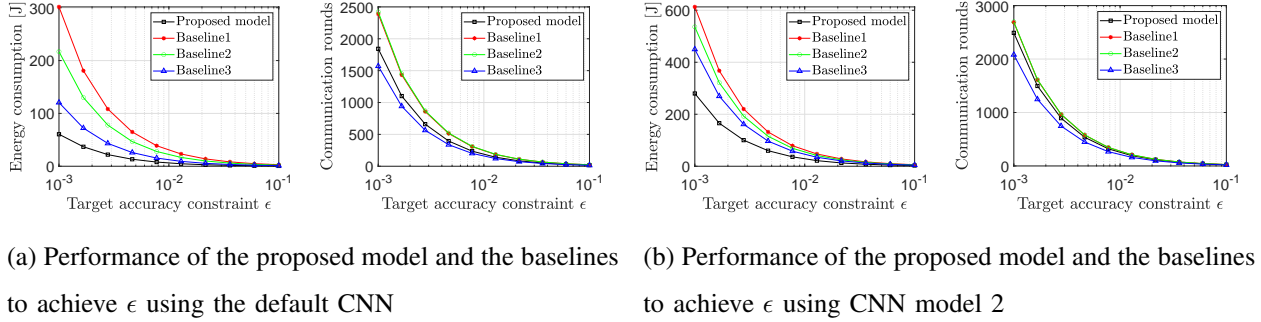 Energy consumption [J]
300
200
100
0
10^-3
10^-2
10^-1
Target accuracy constraint ϵ
Proposed model
Baseline1
Baseline2
Baseline3
Communication rounds
2500
2000
1500
1000
500
0
10^-3
10^-2
10^-1
Target accuracy constraint ϵ
Proposed model
Baseline1
Baseline2
Baseline3
Energy consumption [J]
600
400
200
0
10^-3
10^-2
10^-1
Target accuracy constraint ϵ
Proposed model
Baseline1
Baseline2
Baseline3
Communication rounds
3000
2000
1000
0
10^-3
10^-2
10^-1
Target accuracy constraint ϵ
Proposed model
Baseline1
Baseline2
Baseline3
(a) Performance of the proposed model and the baselines
to achieve ϵ using the default CNN
(b) Performance of the proposed model and the baselines
to achieve ϵ using CNN model 2